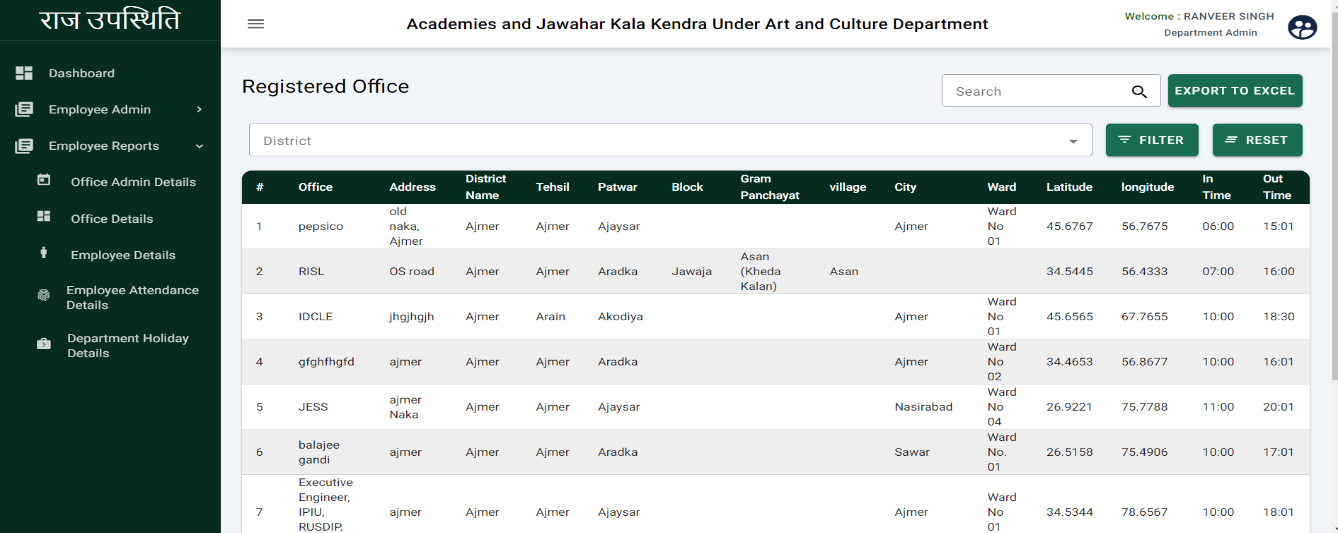 राज उपस्थिति
Academies and Jawahar Kala Kendra Under Art and Culture Department
Welcome : RANVEER SINGH
Department Admin
Dashboard
Employee Admin
Employee Reports
Office Admin Details
Office Details
Employee Details
Employee Attendance
Details
Department Holiday
Details
Registered Office
Search
EXPORT TO EXCEL
District
FILTER
RESET
# Office Address District Name Tehsil Patwar Block Gram Panchayat village City Ward Latitude longitude In Time Out Time
1 pepsico old naka, Ajmer Ajmer Ajmer Ajaysar Ajmer Ward No 01 45.6767 56.7675 06:00 15:01
2 RISL OS road Ajmer Ajmer Aradka Jawaja Asan (Kheda Kalan) Asan 34.5445 56.4333 07:00 16:00
3 IDCLE jhgjhgjh Ajmer Arain Akodiya Ajmer Ward No 01 45.6565 67.7655 10:00 18:30
4 gfghfhgfd ajmer Ajmer Ajmer Aradka Ajmer Ward No 02 34.4653 56.8677 10:00 16:01
5 JESS ajmer Naka Ajmer Ajmer Ajaysar Nasirabad Ward No 04 26.9221 75.7788 11:00 20:01
6 balajee gandi ajmer Ajmer Ajmer Aradka Sawar Ward No. 01 26.5158 75.4906 10:00 17:01
7 Executive Engineer, IPIU, RUSDIP, ajmer Ajmer Ajmer Ajaysar Ajmer Ward No 01 34.5344 78.6567 10:00 18:01